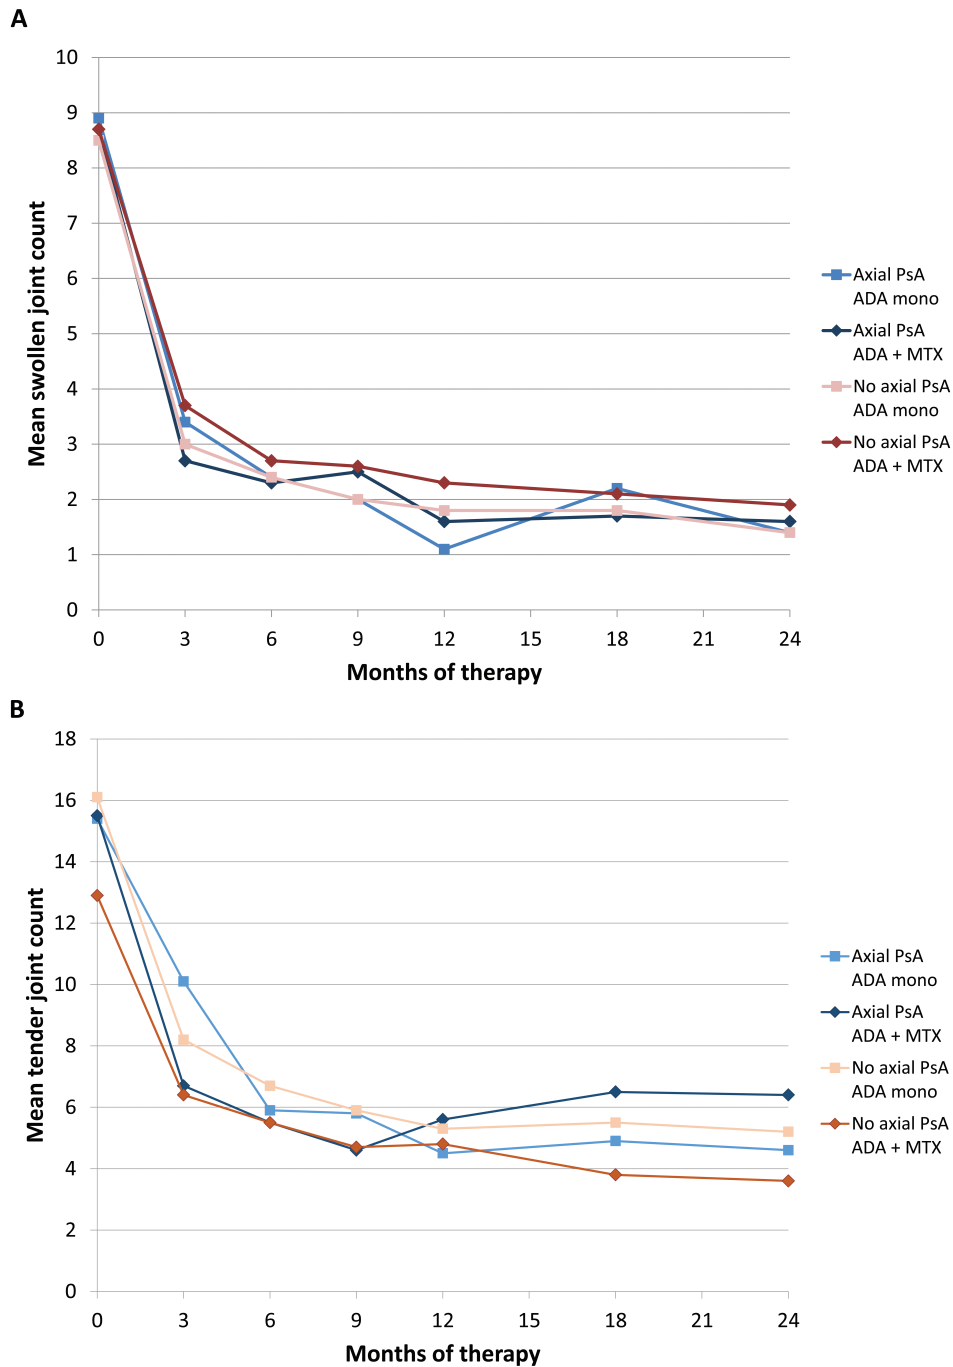 A
10
9
8
7
6
5
4
3
2
1
0
Mean swollen joint count
0 3 6 9 12 15 18 21 24
Months of therapy
Axial PsA
ADA mono
Axial PsA
ADA + MTX
No axial PsA
ADA mono
No axial PsA
ADA + MTX
B
18
16
14
12
10
8
6
4
2
0
Mean tender joint count
0 3 6 9 12 15 18 21 24
Months of therapy
Axial PsA
ADA mono
Axial PsA
ADA + MTX
No axial PsA
ADA mono
No axial PsA
ADA + MTX